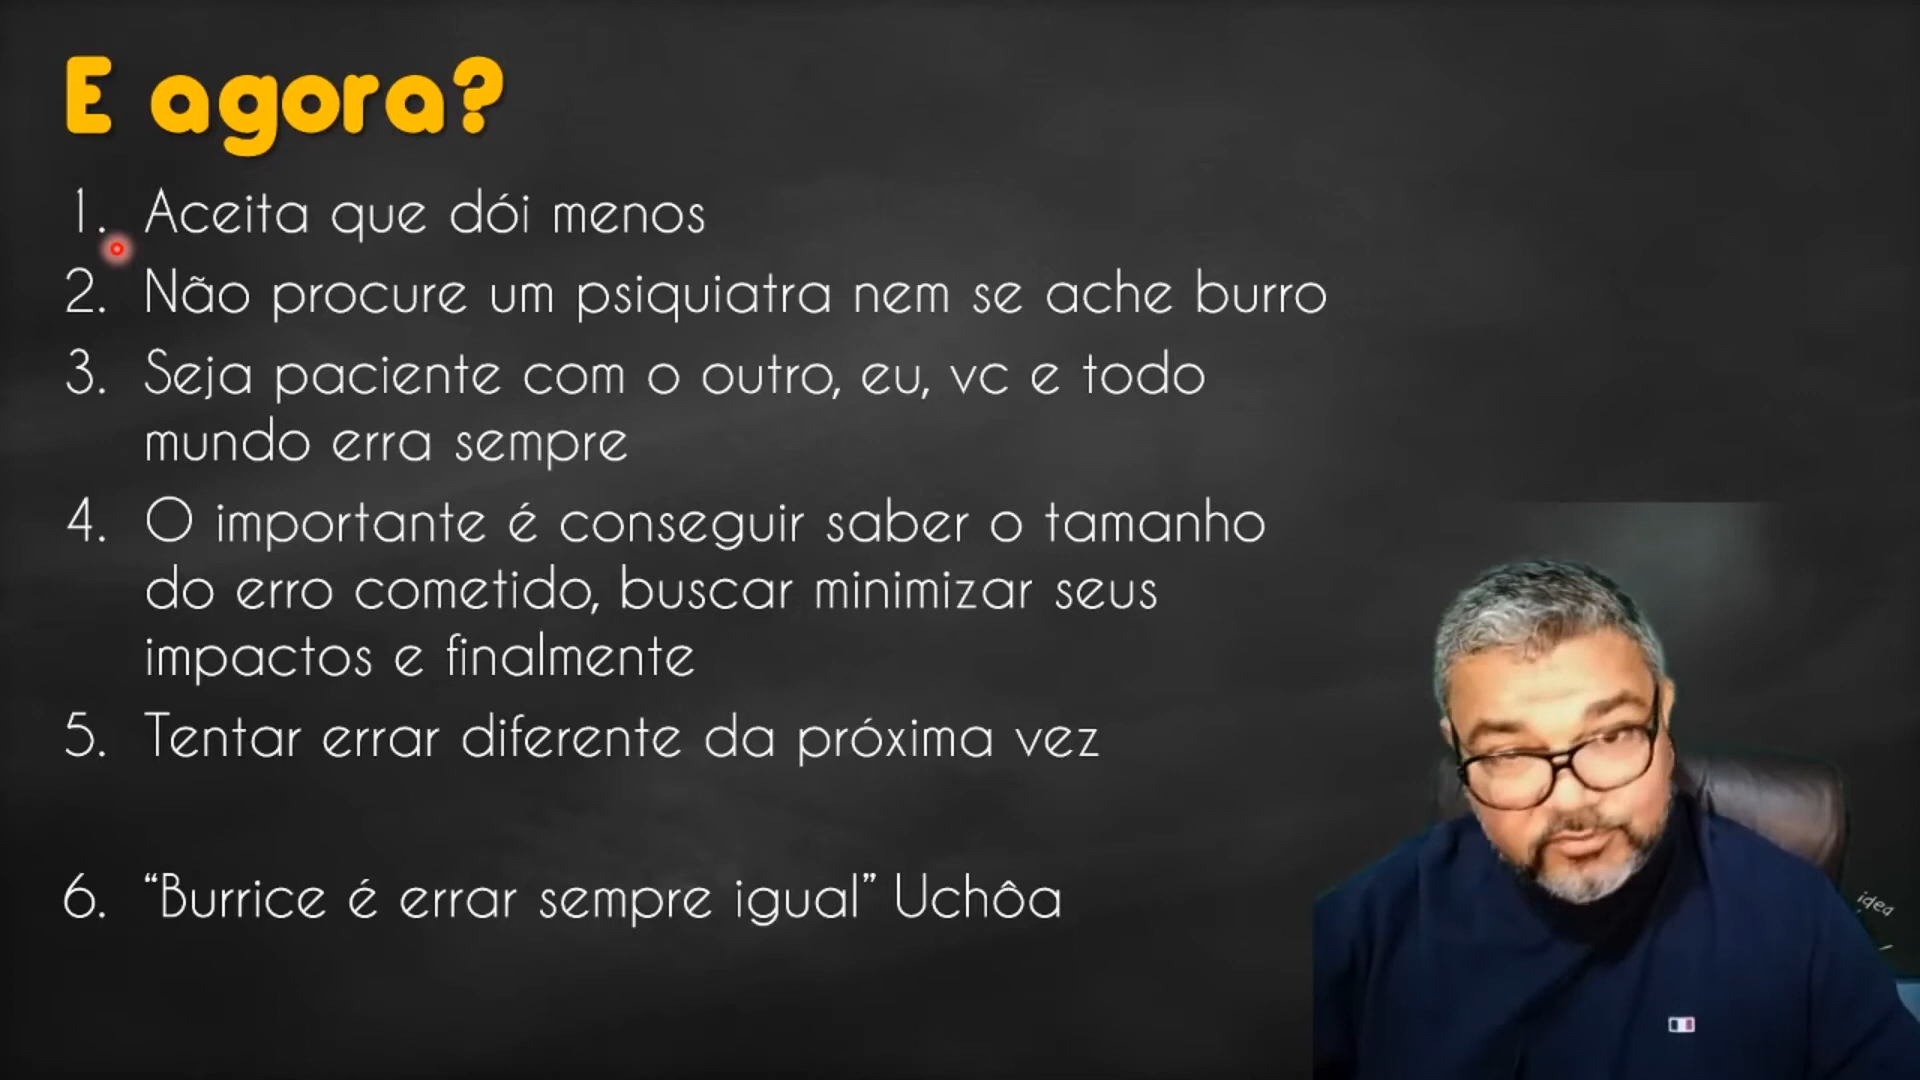 E agora?
1. Aceita que dói menos
2. Não procure um psiquiatra nem se ache burro
3. Seja paciente com o outro, eu, vc e todo
mundo erra sempre
4. O importante é conseguir saber o tamanho
do erro cometido, buscar minimizar seus
impactos e finalmente
5. Tentar errar diferente da próxima vez
6. “Burrice é errar sempre igual” Uchôa
idea